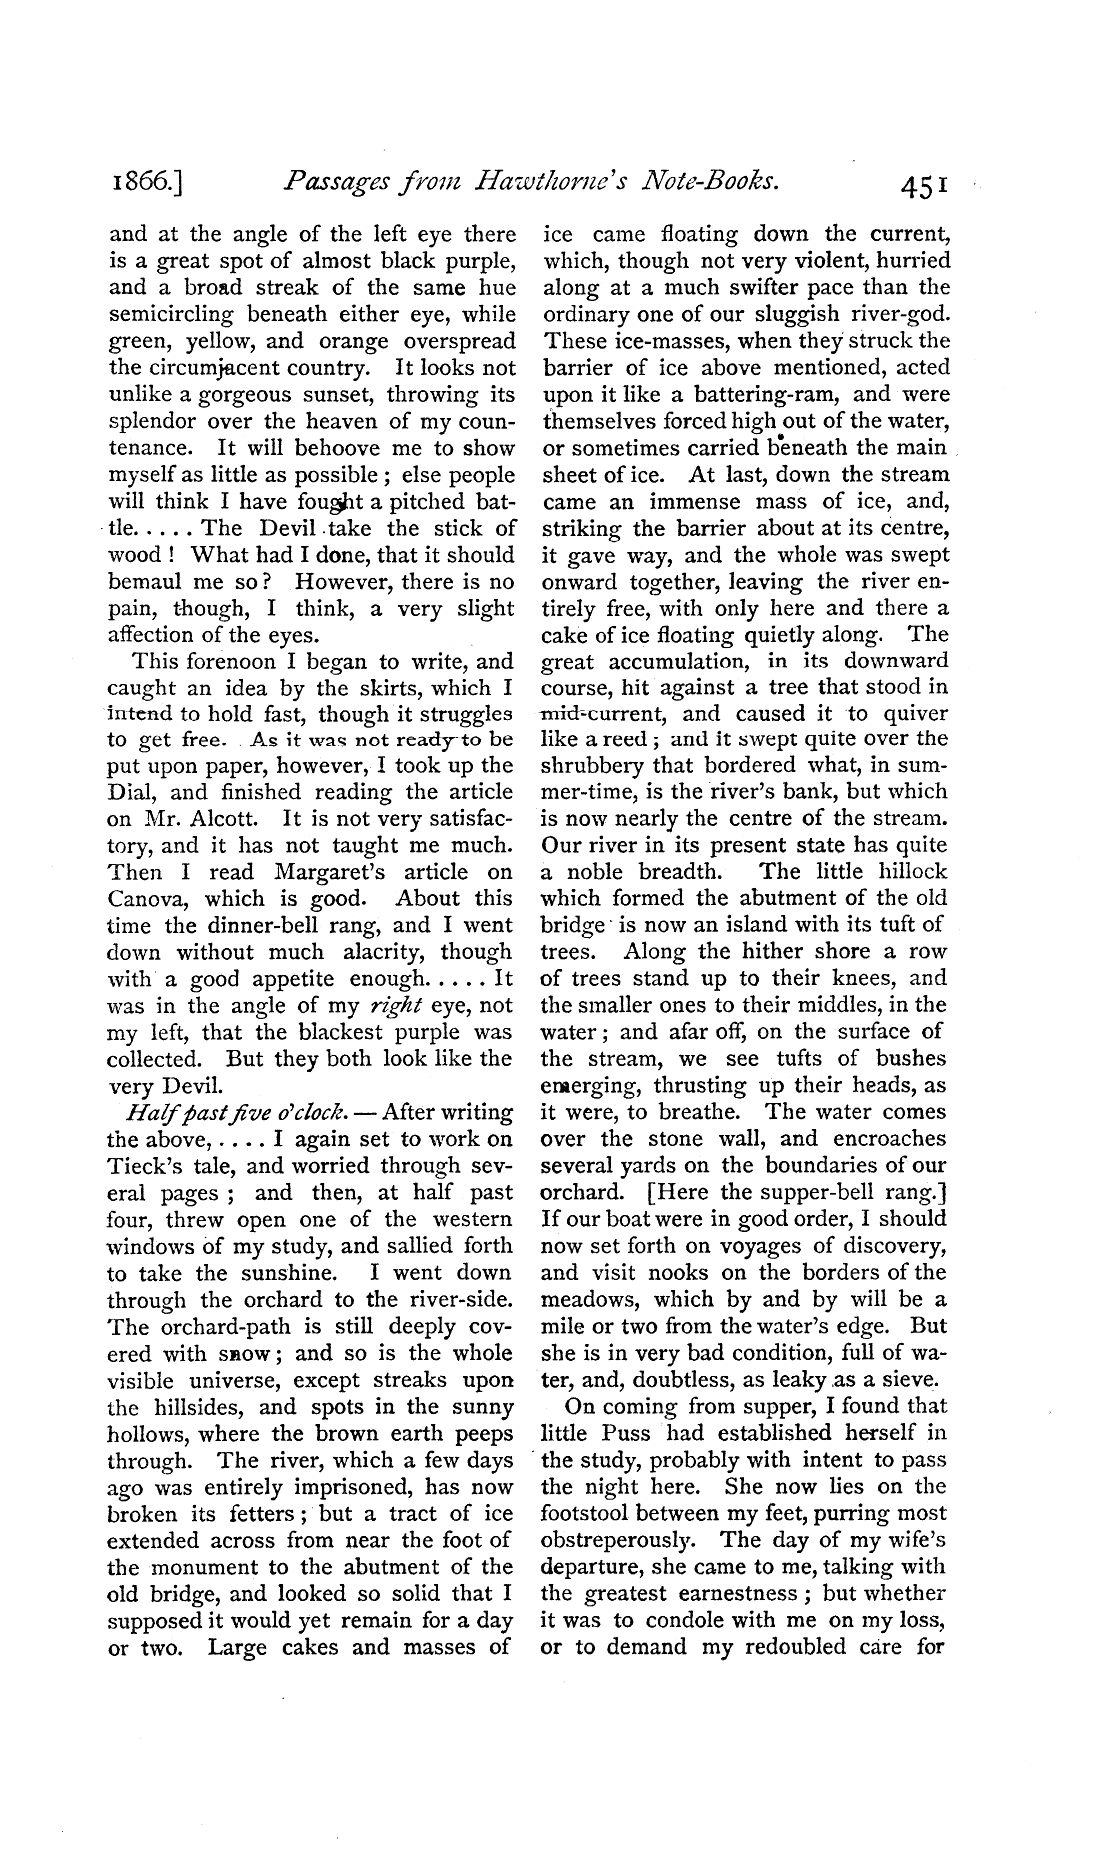 1866.] Passages from Hawthorne's Note-Books. 451
and at the angle of the left eye there
is a great spot of almost black purple,
and a broad streak of the same hue
semicircling beneath either eye, while
green, yellow, and orange overspread
the circumjacent country. It looks not
unlike a gorgeous sunset, throwing its
splendor over the heaven of my coun-
tenance. It will behoove me to show
myself as little as possible ; else people
will think I have fought a pitched bat-
tle. . . . . The Devil take the stick of
wood ! What had I done, that it should
bemaul me so ? However, there is no
pain, though, I think, a very slight
affection of the eyes.
This forenoon I began to write, and
caught an idea by the skirts, which I
intend to hold fast, though it struggles
to get free. As it was not ready to be
put upon paper, however, I took up the
Dial, and finished reading the article
on Mr. Alcott. It is not very satisfac-
tory, and it has not taught me much.
Then I read Margaret's article on
Canova, which is good. About this
time the dinner-bell rang, and I went
down without much alacrity, though
with a good appetite enough. . . . . It
was in the angle of my right eye, not
my left, that the blackest purple was
collected. But they both look like the
very Devil.
Half past five o'clock. — After writing
the above, . . . . I again set to work on
Tieck's tale, and worried through sev-
eral pages ; and then, at half past
four, threw open one of the western
windows of my study, and sallied forth
to take the sunshine. I went down
through the orchard to the river-side.
The orchard-path is still deeply cov-
ered with snow ; and so is the whole
visible universe, except streaks upon
the hillsides, and spots in the sunny
hollows, where the brown earth peeps
through. The river, which a few days
ago was entirely imprisoned, has now
broken its fetters ; but a tract of ice
extended across from near the foot of
the monument to the abutment of the
old bridge, and looked so solid that I
supposed it would yet remain for a day
or two. Large cakes and masses of
ice came floating down the current,
which, though not very violent, hurried
along at a much swifter pace than the
ordinary one of our sluggish river-god.
These ice-masses, when they struck the
barrier of ice above mentioned, acted
upon it like a battering-ram, and were
themselves forced high out of the water,
or sometimes carried beneath the main
sheet of ice. At last, down the stream
came an immense mass of ice, and,
striking the barrier about at its centre,
it gave way, and the whole was swept
onward together, leaving the river en-
tirely free, with only here and there a
cake of ice floating quietly along. The
great accumulation, in its downward
course, hit against a tree that stood in
mid-current, and caused it to quiver
like a reed ; and it swept quite over the
shrubbery that bordered what, in sum-
mer-time, is the river's bank, but which
is now nearly the centre of the stream.
Our river in its present state has quite
a noble breadth. The little hillock
which formed the abutment of the old
bridge is now an island with its tuft of
trees. Along the hither shore a row
of trees stand up to their knees, and
the smaller ones to their middles, in the
water ; and afar off, on the surface of
the stream, we see tufts of bushes
emerging, thrusting up their heads, as
it were, to breathe. The water comes
over the stone wall, and encroaches
several yards on the boundaries of our
orchard. [Here the supper-bell rang.]
If our boat were in good order, I should
now set forth on voyages of discovery,
and visit nooks on the borders of the
meadows, which by and by will be a
mile or two from the water's edge. But
she is in very bad condition, full of wa-
ter, and, doubtless, as leaky as a sieve.
On coming from supper, I found that
little Puss had established herself in
the study, probably with intent to pass
the night here. She now lies on the
footstool between my feet, purring most
obstreperously. The day of my wife's
departure, she came to me, talking with
the greatest earnestness ; but whether
it was to condole with me on my loss,
or to demand my redoubled care for